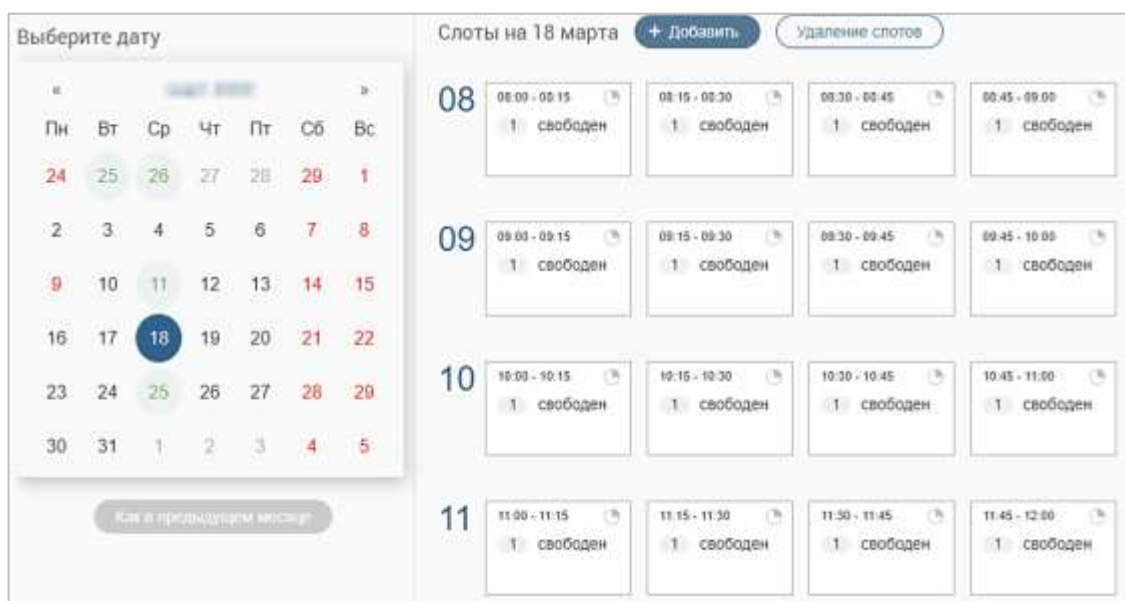 Выберите дату
« »
Пн Вт Ср Чт Пт Сб Вс
24 25 26 27 28 29 1
2 3 4 5 6 7 8
9 10 11 12 13 14 15
16 17 18 19 20 21 22
23 24 25 26 27 28 29
30 31 1 2 3 4 5
Как в предыдущем месяце
Слоты на 18 марта + Добавить Удаление слотов
08 08:00 - 08:15 08:15 - 08:30 08:30 - 08:45 08:45 - 09:00
1 свободен 1 свободен 1 свободен 1 свободен
09 09:00 - 09:15 09:15 - 09:30 09:30 - 09:45 09:45 - 10:00
1 свободен 1 свободен 1 свободен 1 свободен
10 10:00 - 10:15 10:15 - 10:30 10:30 - 10:45 10:45 - 11:00
1 свободен 1 свободен 1 свободен 1 свободен
11 11:00 - 11:15 11:15 - 11:30 11:30 - 11:45 11:45 - 12:00
1 свободен 1 свободен 1 свободен 1 свободен